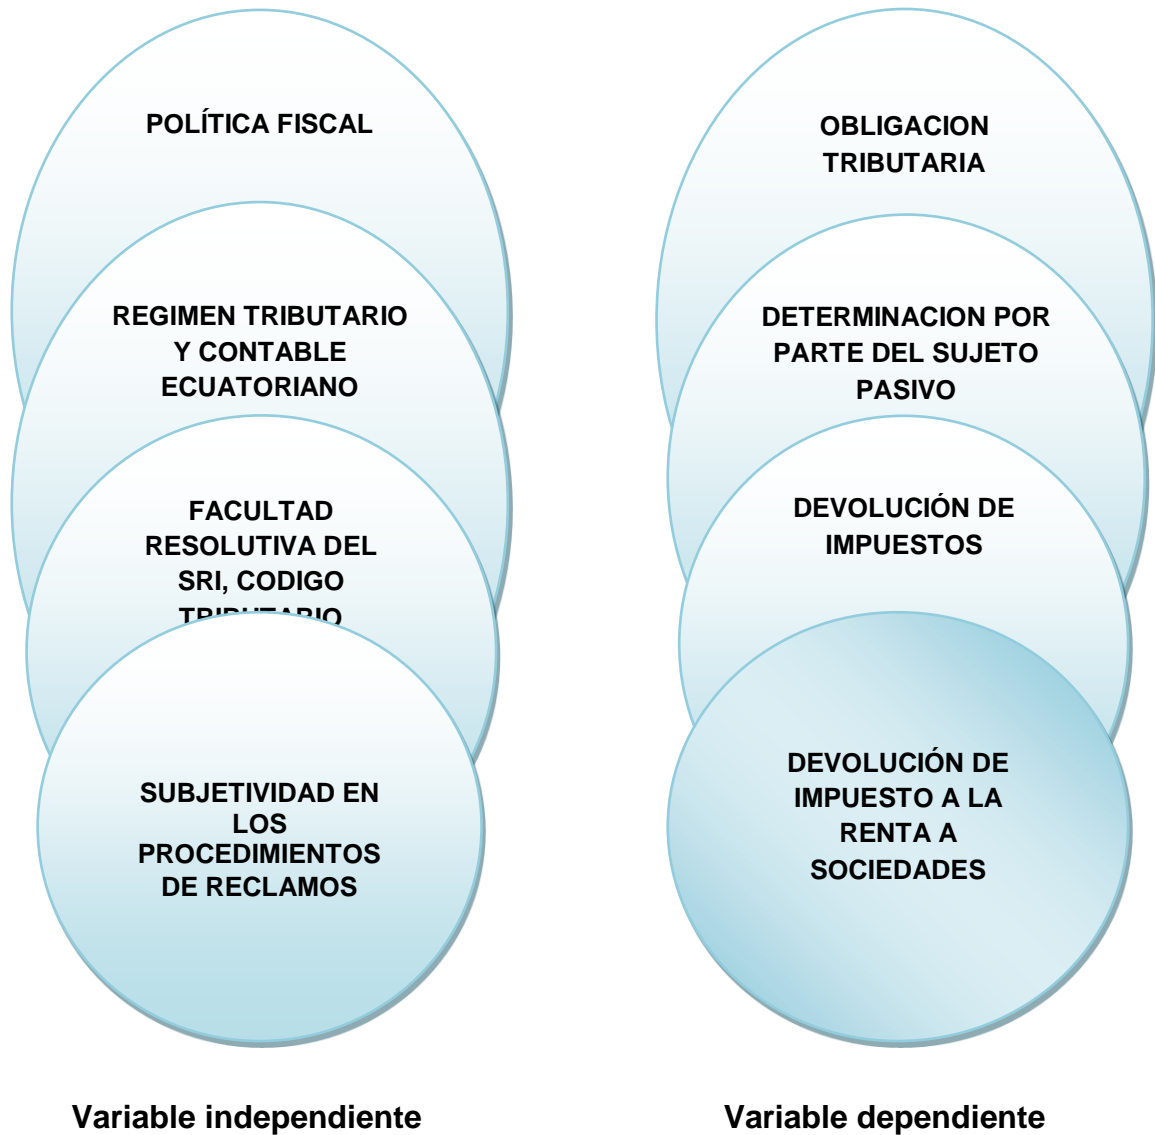 POLÍTICA FISCAL
REGIMEN TRIBUTARIO
Y CONTABLE
ECUATORIANO
FACULTAD
RESOLUTIVA DEL
SRI, CODIGO
TRIBUTARIO
SUBJETIVIDAD EN
LOS
PROCEDIMIENTOS
DE RECLAMOS
Variable independiente
OBLIGACION
TRIBUTARIA
DETERMINACION POR
PARTE DEL SUJETO
PASIVO
DEVOLUCIÓN DE
IMPUESTOS
DEVOLUCIÓN DE
IMPUESTO A LA
RENTA A
SOCIEDADES
Variable dependiente